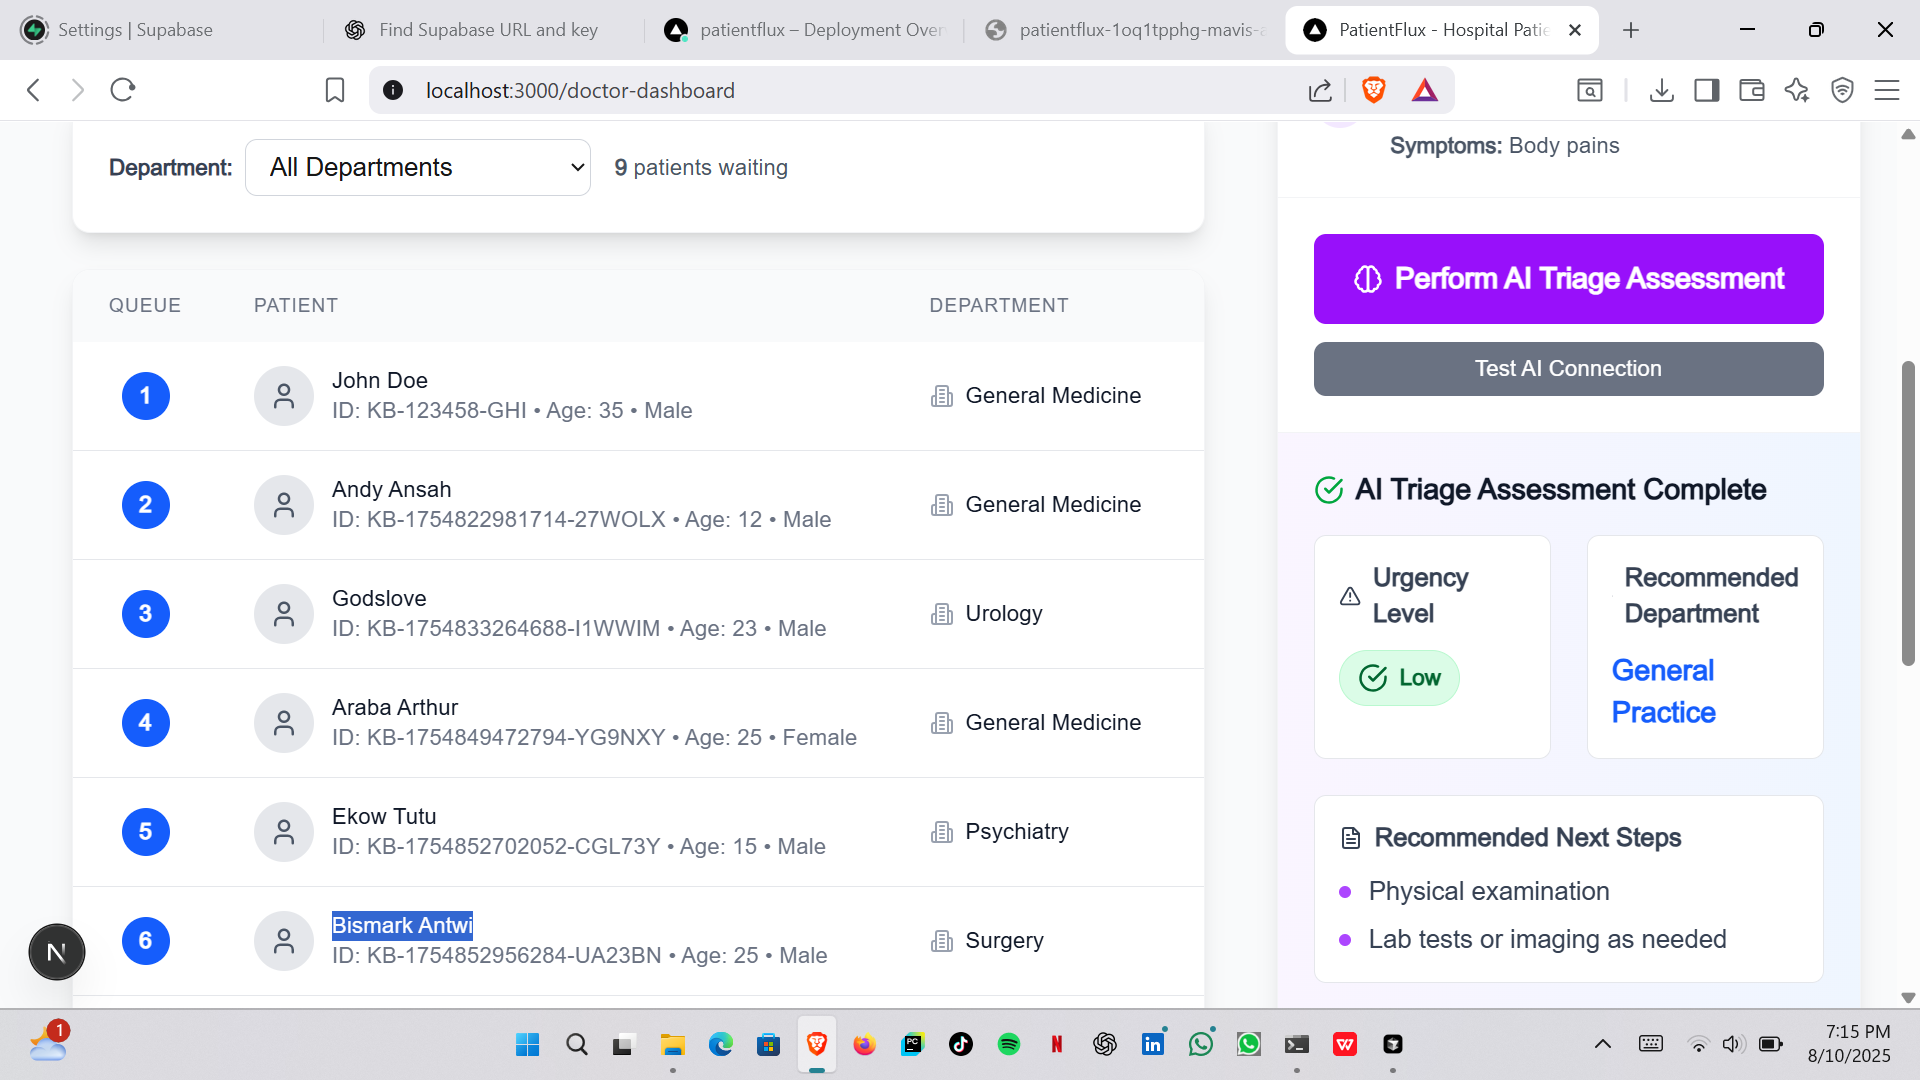 Settings | Supabase
Find Supabase URL and key
patientflux – Deployment Over
patientflux-1oq1tpphg-mavis-a
PatientFlux - Hospital Patie
localhost:3000/doctor-dashboard
Department:
All Departments
9 patients waiting
QUEUE
PATIENT
DEPARTMENT
1
John Doe
ID: KB-123458-GHI • Age: 35 • Male
General Medicine
2
Andy Ansah
ID: KB-1754822981714-27WOLX • Age: 12 • Male
General Medicine
3
Godslove
ID: KB-1754833264688-I1WWIM • Age: 23 • Male
Urology
4
Araba Arthur
ID: KB-1754849472794-YG9NXY • Age: 25 • Female
General Medicine
5
Ekow Tutu
ID: KB-1754852702052-CGL73Y • Age: 15 • Male
Psychiatry
6
Bismark Antwi
ID: KB-1754852956284-UA23BN • Age: 25 • Male
Surgery
N
Symptoms: Body pains
Perform AI Triage Assessment
Test AI Connection
AI Triage Assessment Complete
Urgency
Level
Low
Recommended
Department
General
Practice
Recommended Next Steps
Physical examination
Lab tests or imaging as needed
1
PC
N
in
W
7:15 PM
8/10/2025